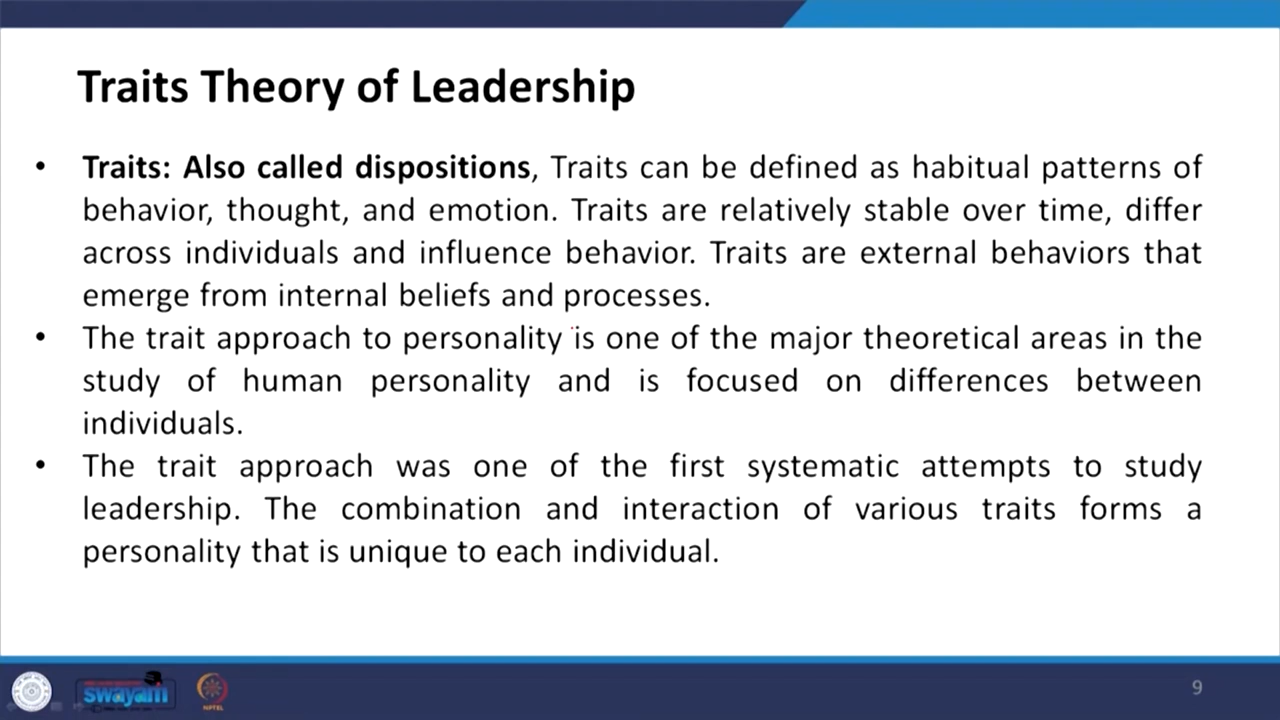 Traits Theory of Leadership
• Traits: Also called dispositions, Traits can be defined as habitual patterns of
behavior, thought, and emotion. Traits are relatively stable over time, differ
across individuals and influence behavior. Traits are external behaviors that
emerge from internal beliefs and processes.
• The trait approach to personality is one of the major theoretical areas in the
study of human personality and is focused on differences between
individuals.
• The trait approach was one of the first systematic attempts to study
leadership. The combination and interaction of various traits forms a
personality that is unique to each individual.
swayam
NPTEL
9